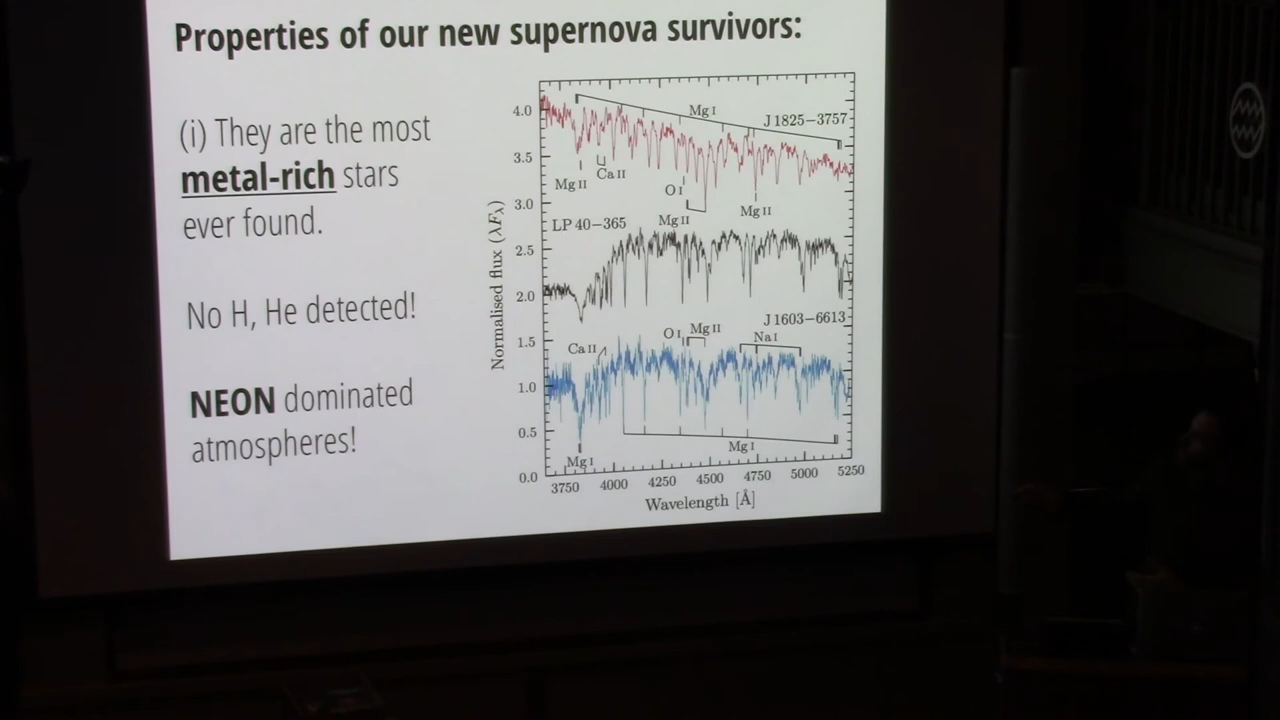 Properties of our new supernova survivors:
(i) They are the most
metal-rich stars
ever found.
No H, He detected!
NEON dominated
atmospheres!
Normalised flux (λFλ)
4.0
3.5
3.0
2.5
2.0
1.5
1.0
0.5
0.0
Mg I
J1825−3757
Mg II
Ca II
O I
Mg II
Mg II
LP 40−365
J1603−6613
Ca II
O I
Mg II
Na I
Mg I
Mg I
3750
4000
4250
4500
4750
5000
5250
Wavelength [Å]